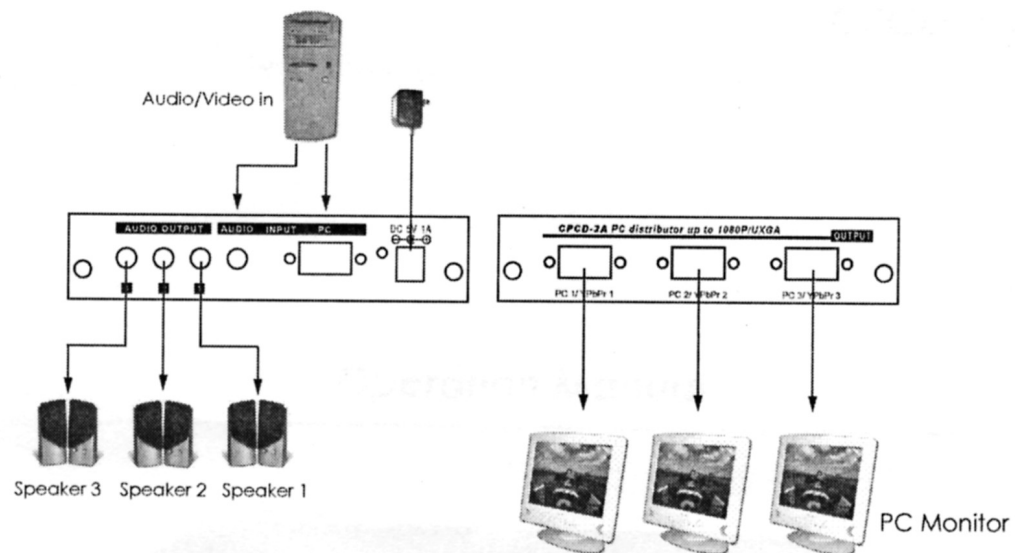 Audio/Video in
AUDIO OUTPUT AUDIO INPUT PC DC 5V 1A
CPCD-3A PC distributor up to 1080P/UXGA
OUTPUT
PC 1/ YPbPr 1 PC 2/ YPbPr 2 PC 3/ YPbPr 3
Speaker 3 Speaker 2 Speaker 1
PC Monitor